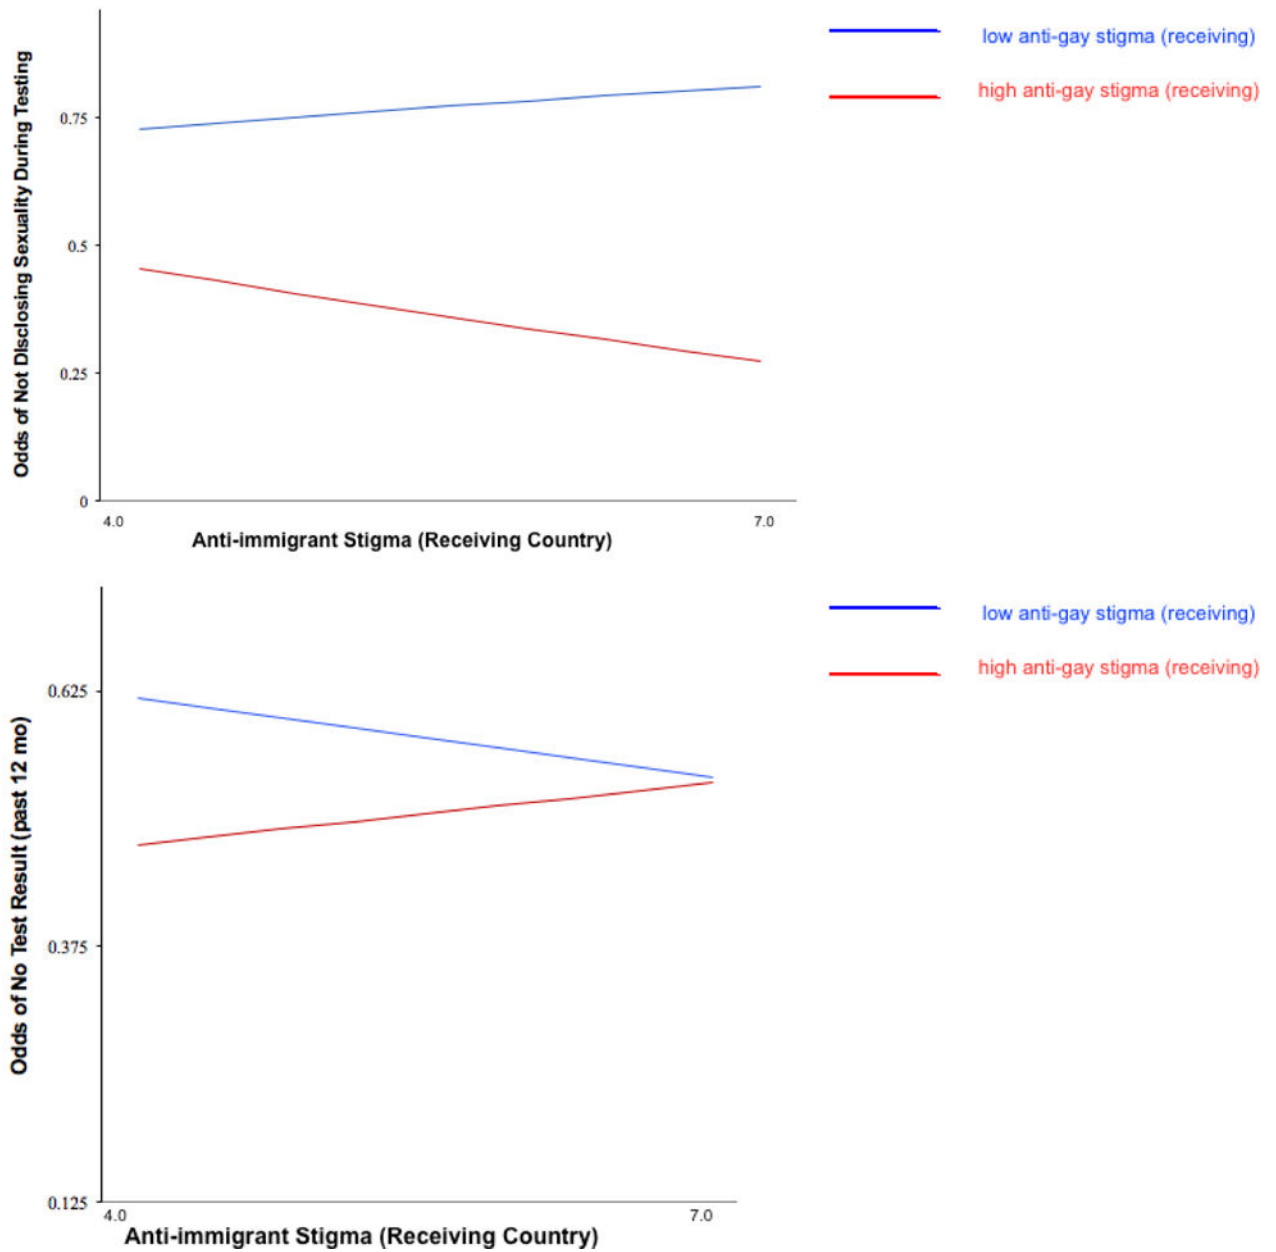 Odds of Not Disclosing Sexuality During Testing
0.75
0.5
0.25
0
4.0
7.0
Anti-immigrant Stigma (Receiving Country)
low anti-gay stigma (receiving)
high anti-gay stigma (receiving)
Odds of No Test Result (past 12 mo)
0.625
0.375
0.125
4.0
7.0
Anti-immigrant Stigma (Receiving Country)
low anti-gay stigma (receiving)
high anti-gay stigma (receiving)